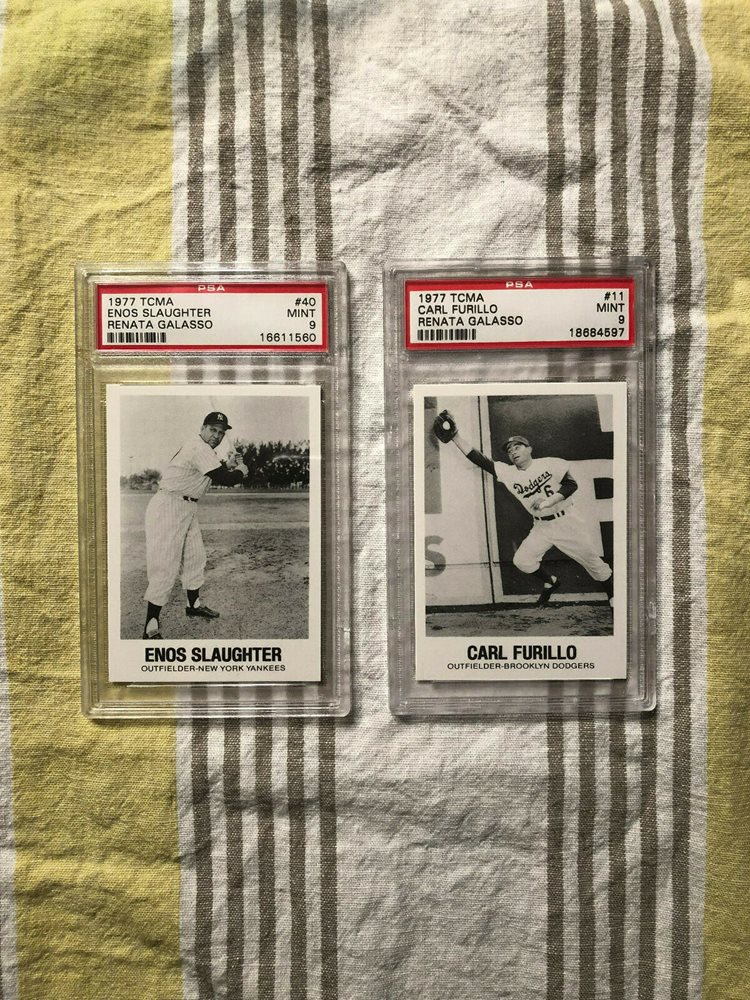 PSA
1977 TCMA #40
ENOS SLAUGHTER MINT
RENATA GALASSO 9
16611560
NY
ENOS SLAUGHTER
OUTFIELDER-NEW YORK YANKEES
PSA
1977 TCMA #11
CARL FURILLO MINT
RENATA GALASSO 9
18684597
Dodgers
6
S
CARL FURILLO
OUTFIELDER-BROOKLYN DODGERS